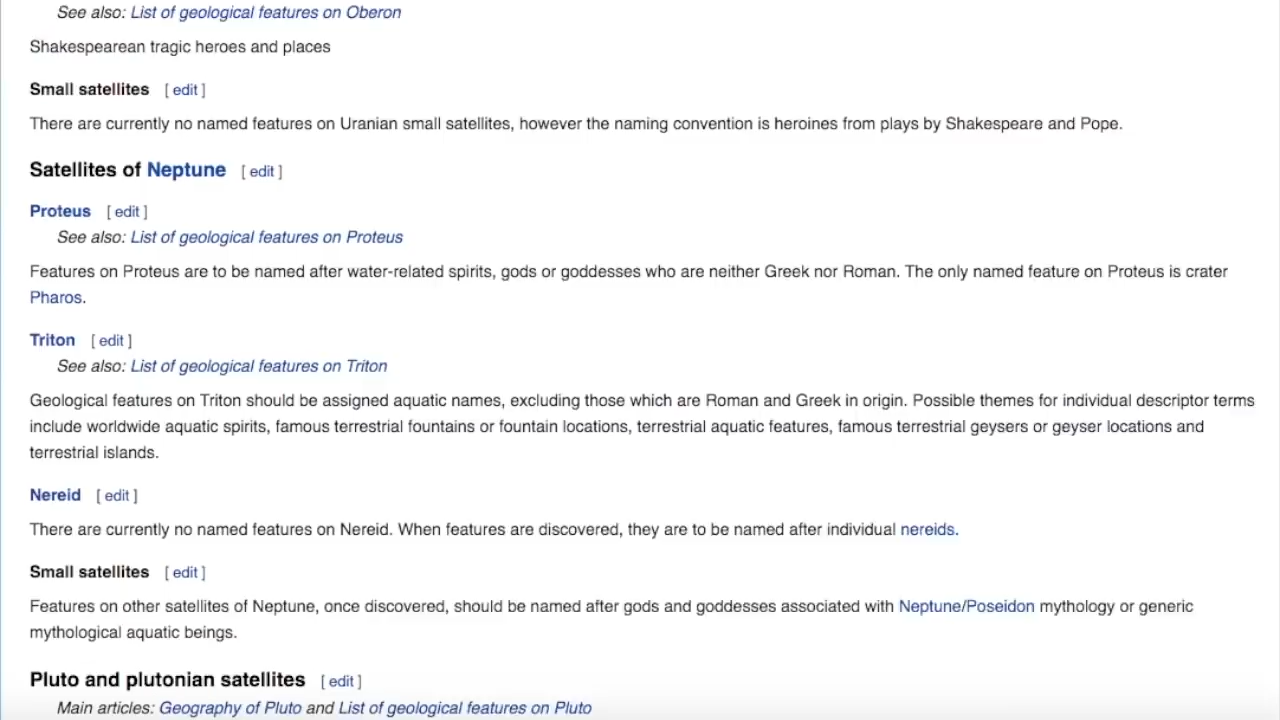 See also: List of geological features on Oberon
Shakespearean tragic heroes and places
Small satellites [ edit ]
There are currently no named features on Uranian small satellites, however the naming convention is heroines from plays by Shakespeare and Pope.
Satellites of Neptune [ edit ]
Proteus [ edit ]
See also: List of geological features on Proteus
Features on Proteus are to be named after water-related spirits, gods or goddesses who are neither Greek nor Roman. The only named feature on Proteus is crater
Pharos.
Triton [ edit ]
See also: List of geological features on Triton
Geological features on Triton should be assigned aquatic names, excluding those which are Roman and Greek in origin. Possible themes for individual descriptor terms
include worldwide aquatic spirits, famous terrestrial fountains or fountain locations, terrestrial aquatic features, famous terrestrial geysers or geyser locations and
terrestrial islands.
Nereid [ edit ]
There are currently no named features on Nereid. When features are discovered, they are to be named after individual nereids.
Small satellites [ edit ]
Features on other satellites of Neptune, once discovered, should be named after gods and goddesses associated with Neptune/Poseidon mythology or generic
mythological aquatic beings.
Pluto and plutonian satellites [ edit ]
Main articles: Geography of Pluto and List of geological features on Pluto